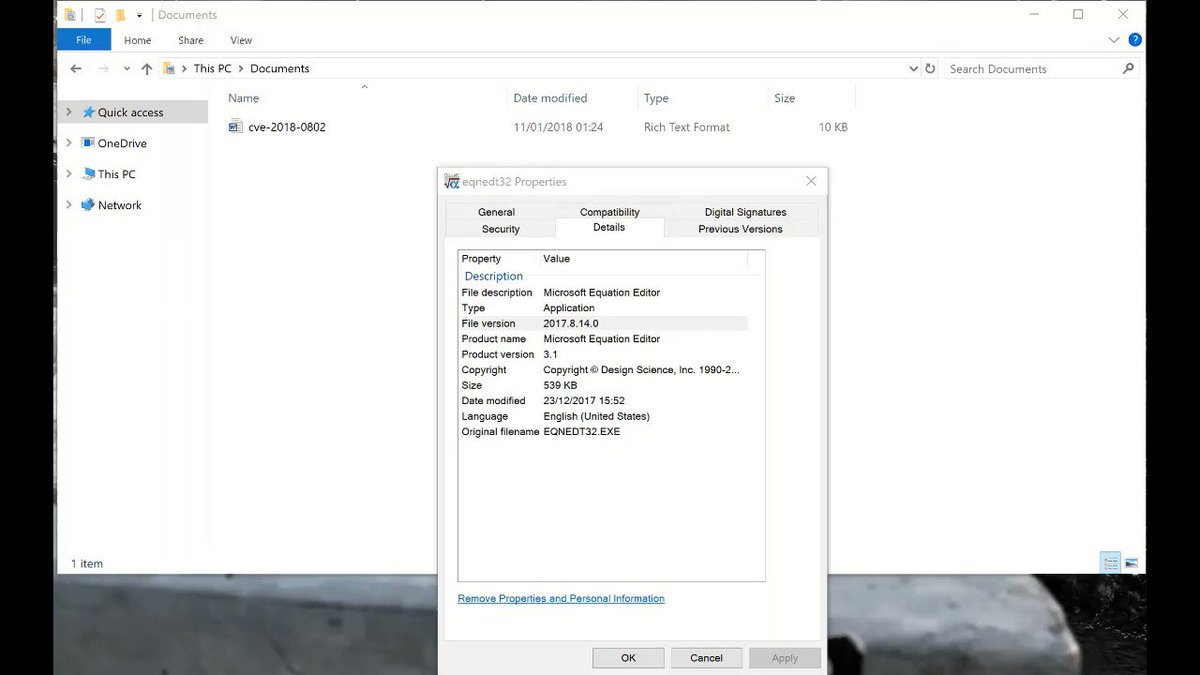 Documents
File Home Share View
This PC Documents Search Documents
Name Date modified Type Size
Quick access
cve-2018-0802 11/01/2018 01:24 Rich Text Format 10 KB
OneDrive
This PC
Network
eqnedt32 Properties
General Compatibility Digital Signatures
Security Details Previous Versions
Property Value
Description
File description Microsoft Equation Editor
Type Application
File version 2017.8.14.0
Product name Microsoft Equation Editor
Product version 3.1
Copyright Copyright © Design Science, Inc. 1990-2...
Size 539 KB
Date modified 23/12/2017 15:52
Language English (United States)
Original filename EQNEDT32.EXE
1 item
Remove Properties and Personal Information
OK Cancel Apply